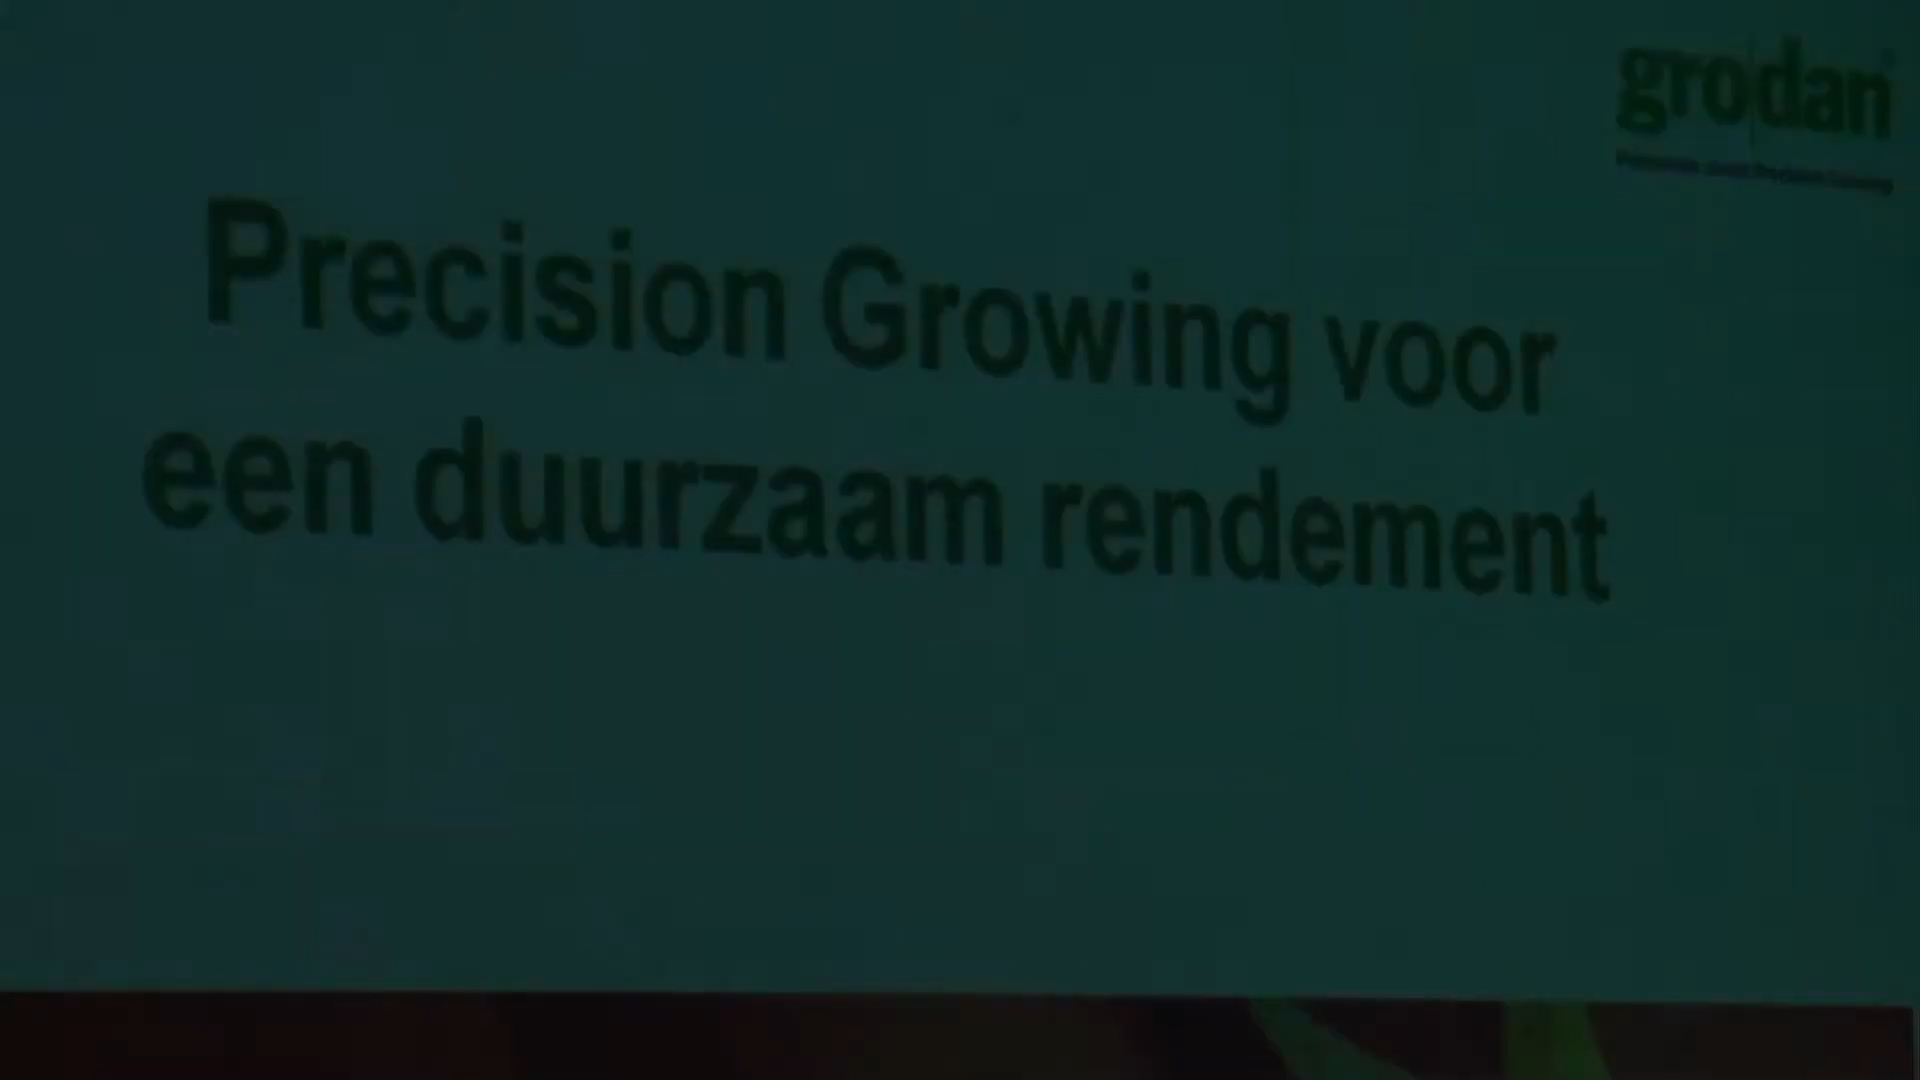 grodan
Precision Growing voor
een duurzaam rendement